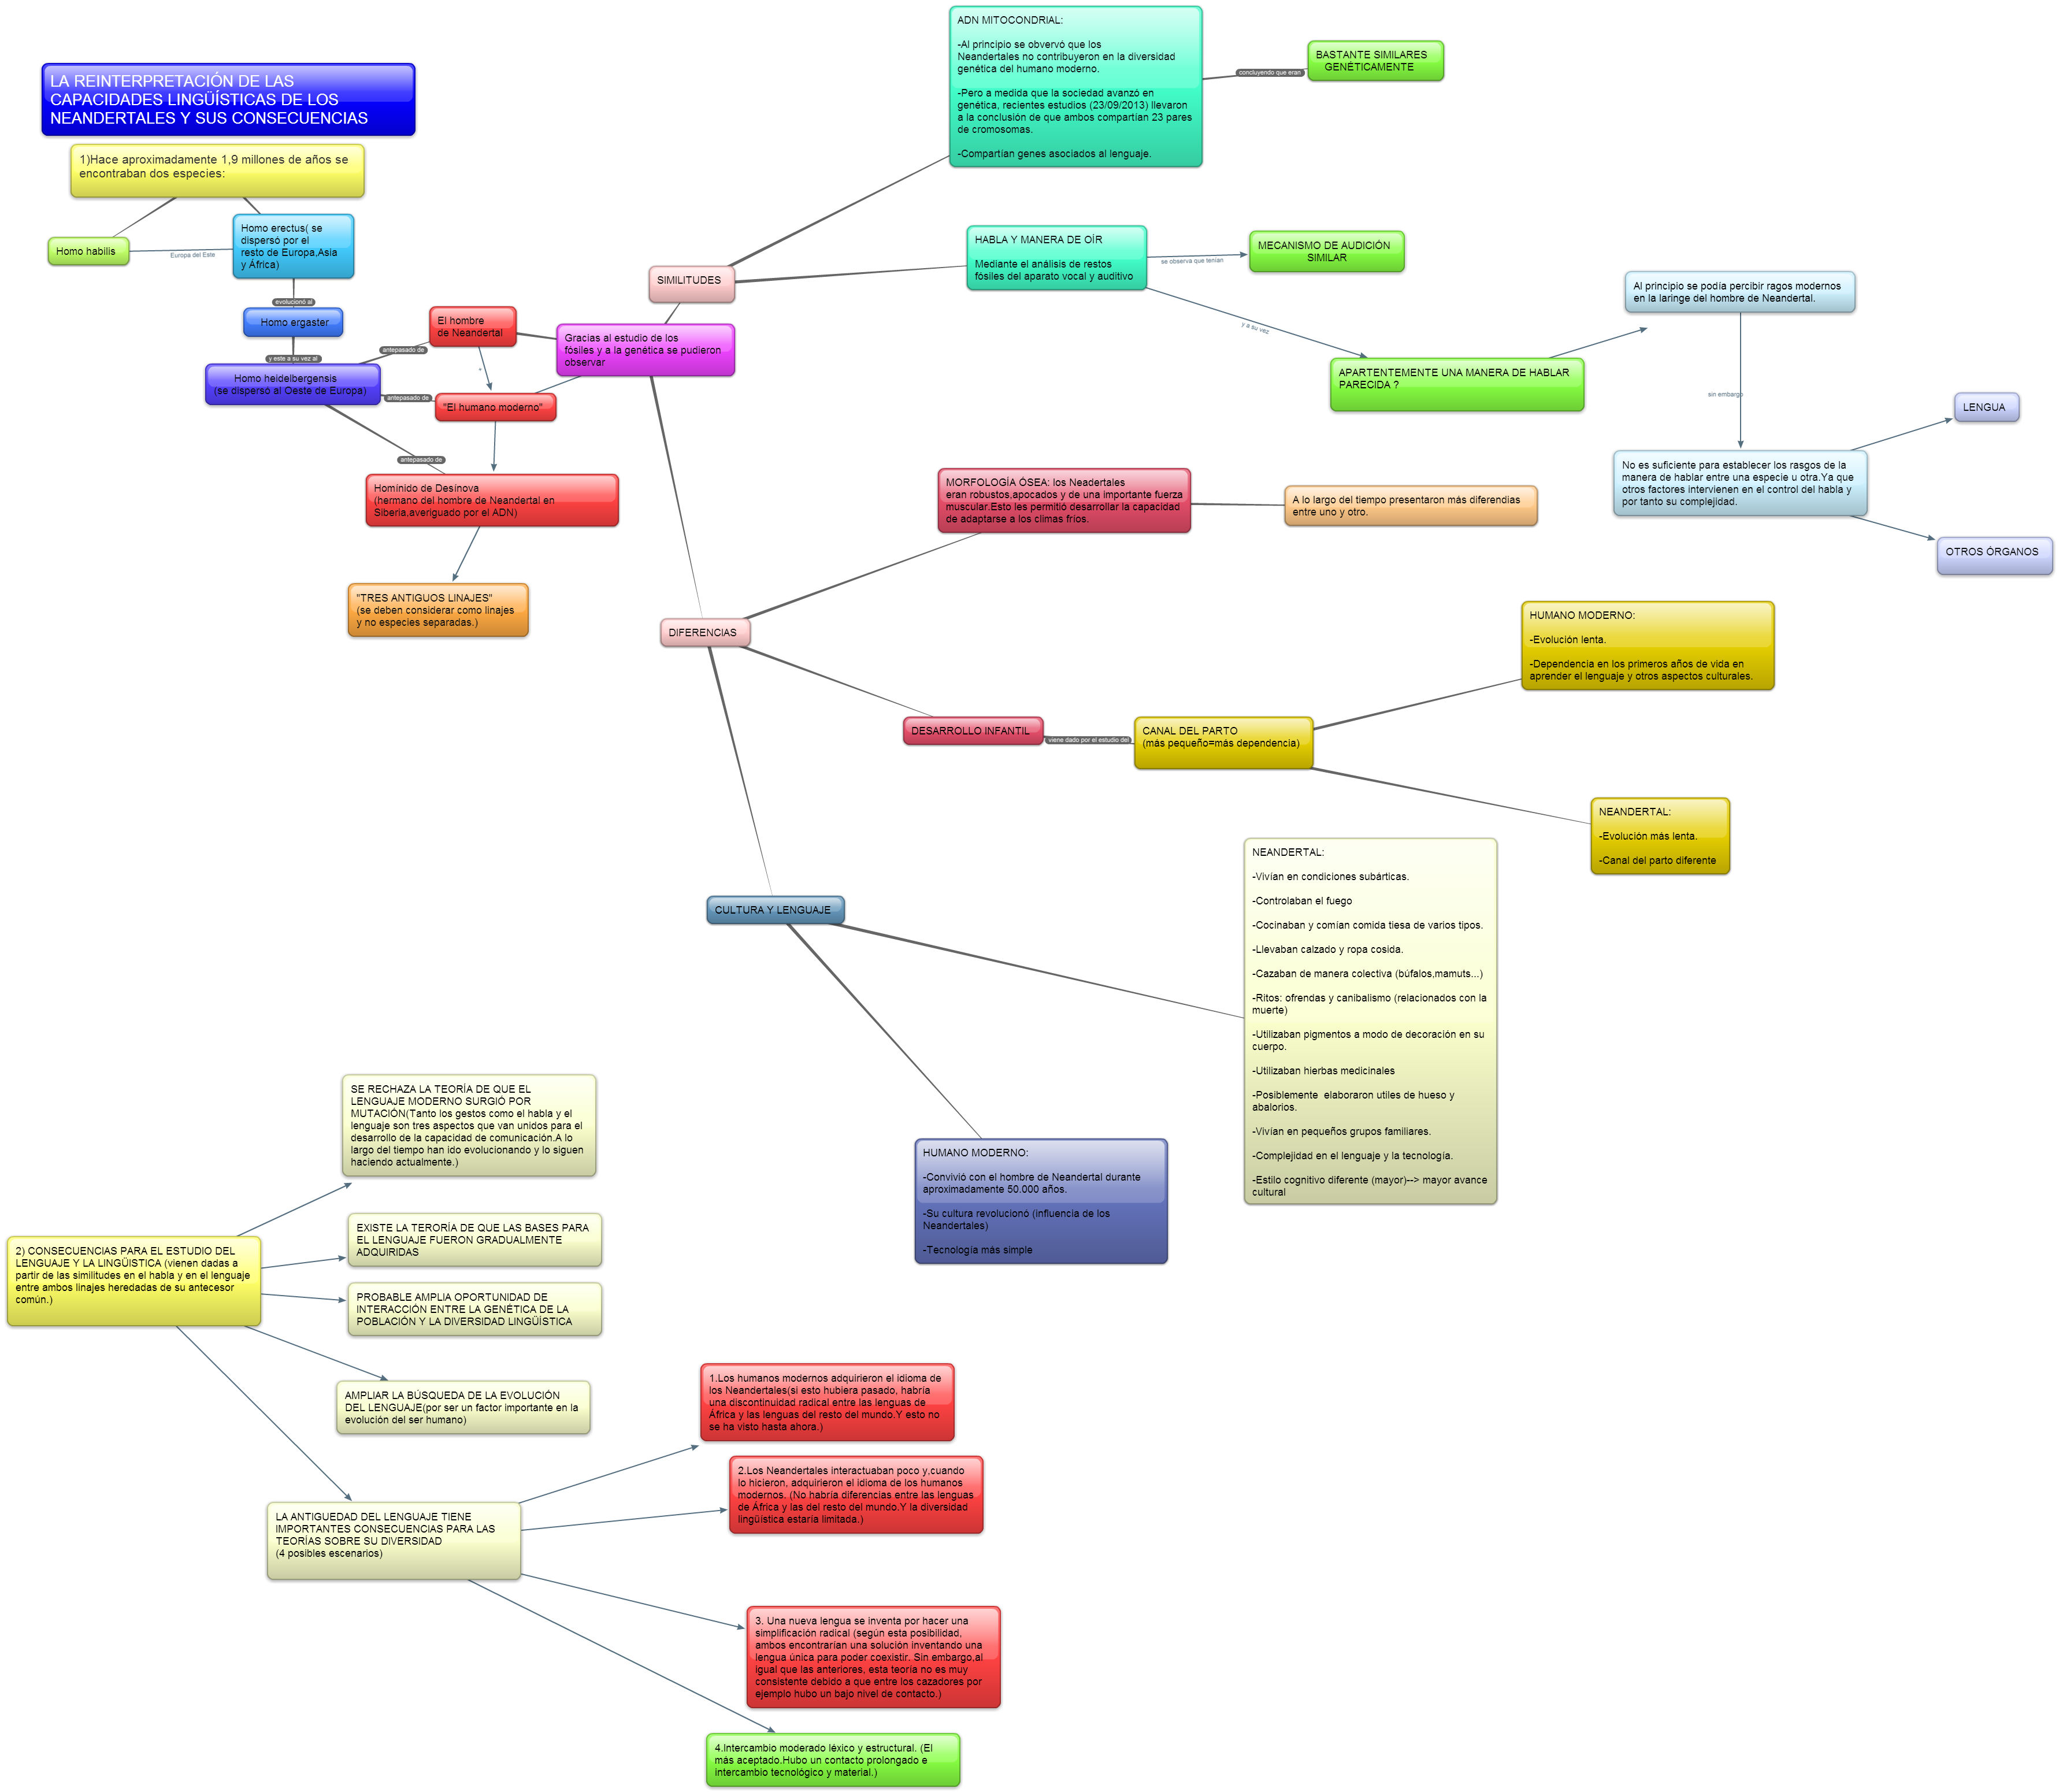 LA REINTERPRETACIÓN DE LAS
CAPACIDADES LINGÜÍSTICAS DE LOS
NEANDERTALES Y SUS CONSECUENCIAS
1)Hace aproximadamente 1,9 millones de años se
encontraban dos especies:
Homo habilis
Europa del Este
Homo erectus( se
dispersó por el
resto de Europa,Asia
y África)
evolucionó al
Homo ergaster
y este a su vez al
Homo heidelbergensis
(se dispersó al Oeste de Europa)
antepasado de
El hombre
de Neandertal
antepasado de
"El humano moderno"
antepasado de
Homínido de Desínova
(hermano del hombre de Neandertal en
Siberia,averiguado por el ADN)
"TRES ANTIGUOS LINAJES"
(se deben considerar como linajes
y no especies separadas.)
Gracias al estudio de los
fósiles y a la genética se pudieron
observar
SIMILITUDES
ADN MITOCONDRIAL:
-Al principio se obvervó que los
Neandertales no contribuyeron en la diversidad
genética del humano moderno.
-Pero a medida que la sociedad avanzó en
genética, recientes estudios (23/09/2013) llevaron
a la conclusión de que ambos compartían 23 pares
de cromosomas.
-Compartían genes asociados al lenguaje.
concluyendo que eran
BASTANTE SIMILARES
GENÉTICAMENTE
HABLA Y MANERA DE OÍR
Mediante el análisis de restos
fósiles del aparato vocal y auditivo
se observa que tenían
MECANISMO DE AUDICIÓN
SIMILAR
y a su vez
APARTENTEMENTE UNA MANERA DE HABLAR
PARECIDA ?
Al principio se podía percibir ragos modernos
en la laringe del hombre de Neandertal.
sin embargo
No es suficiente para establecer los rasgos de la
manera de hablar entre una especie u otra.Ya que
otros factores intervienen en el control del habla y
por tanto su complejidad.
LENGUA
OTROS ÓRGANOS
DIFERENCIAS
MORFOLOGÍA ÓSEA: los Neadertales
eran robustos,apocados y de una importante fuerza
muscular.Esto les permitió desarrollar la capacidad
de adaptarse a los climas fríos.
A lo largo del tiempo presentaron más diferendias
entre uno y otro.
DESARROLLO INFANTIL
viene dado por el estudio del
CANAL DEL PARTO
(más pequeño=más dependencia)
HUMANO MODERNO:
-Evolución lenta.
-Dependencia en los primeros años de vida en
aprender el lenguaje y otros aspectos culturales.
NEANDERTAL:
-Evolución más lenta.
-Canal del parto diferente
CULTURA Y LENGUAJE
NEANDERTAL:
-Vivían en condiciones subárticas.
-Controlaban el fuego
-Cocinaban y comían comida tiesa de varios tipos.
-Llevaban calzado y ropa cosida.
-Cazaban de manera colectiva (búfalos,mamuts...)
-Ritos: ofrendas y canibalismo (relacionados con la
muerte)
-Utilizaban pigmentos a modo de decoración en su
cuerpo.
-Utilizaban hierbas medicinales
-Posiblemente elaboraron utiles de hueso y
abalorios.
-Vivían en pequeños grupos familiares.
-Complejidad en el lenguaje y la tecnología.
-Estilo cognitivo diferente (mayor)--> mayor avance
cultural
HUMANO MODERNO:
-Convivió con el hombre de Neandertal durante
aproximadamente 50.000 años.
-Su cultura revolucionó (influencia de los
Neandertales)
-Tecnología más simple
2) CONSECUENCIAS PARA EL ESTUDIO DEL
LENGUAJE Y LA LINGÜISTICA (vienen dadas a
partir de las similitudes en el habla y en el lenguaje
entre ambos linajes heredadas de su antecesor
común.)
SE RECHAZA LA TEORÍA DE QUE EL
LENGUAJE MODERNO SURGIÓ POR
MUTACIÓN(Tanto los gestos como el habla y el
lenguaje son tres aspectos que van unidos para el
desarrollo de la capacidad de comunicación.A lo
largo del tiempo han ido evolucionando y lo siguen
haciendo actualmente.)
EXISTE LA TERORÍA DE QUE LAS BASES PARA
EL LENGUAJE FUERON GRADUALMENTE
ADQUIRIDAS
PROBABLE AMPLIA OPORTUNIDAD DE
INTERACCIÓN ENTRE LA GENÉTICA DE LA
POBLACIÓN Y LA DIVERSIDAD LINGÜÍSTICA
AMPLIAR LA BÚSQUEDA DE LA EVOLUCIÓN
DEL LENGUAJE(por ser un factor importante en la
evolución del ser humano)
LA ANTIGUEDAD DEL LENGUAJE TIENE
IMPORTANTES CONSECUENCIAS PARA LAS
TEORÍAS SOBRE SU DIVERSIDAD
(4 posibles escenarios)
1.Los humanos modernos adquirieron el idioma de
los Neandertales(si esto hubiera pasado, habría
una discontinuidad radical entre las lenguas de
África y las lenguas del resto del mundo.Y esto no
se ha visto hasta ahora.)
2.Los Neandertales interactuaban poco y,cuando
lo hicieron, adquirieron el idioma de los humanos
modernos. (No habría diferencias entre las lenguas
de África y las del resto del mundo.Y la diversidad
lingüística estaría limitada.)
3. Una nueva lengua se inventa por hacer una
simplificación radical (según esta posibilidad,
ambos encontrarían una solución inventando una
lengua única para poder coexistir. Sin embargo,al
igual que las anteriores, esta teoría no es muy
consistente debido a que entre los cazadores por
ejemplo hubo un bajo nivel de contacto.)
4.Intercambio moderado léxico y estructural. (El
más aceptado.Hubo un contacto prolongado e
intercambio tecnológico y material.)